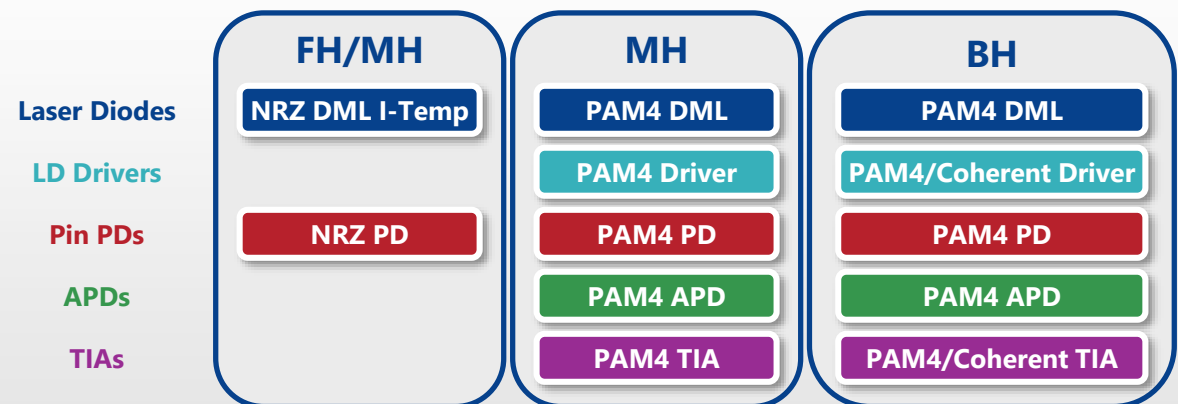 FH/MH MH BH
Laser Diodes NRZ DML I-Temp PAM4 DML PAM4 DML
LD Drivers PAM4 Driver PAM4/Coherent Driver
Pin PDs NRZ PD PAM4 PD PAM4 PD
APDs PAM4 APD PAM4 APD
TIAs PAM4 TIA PAM4/Coherent TIA